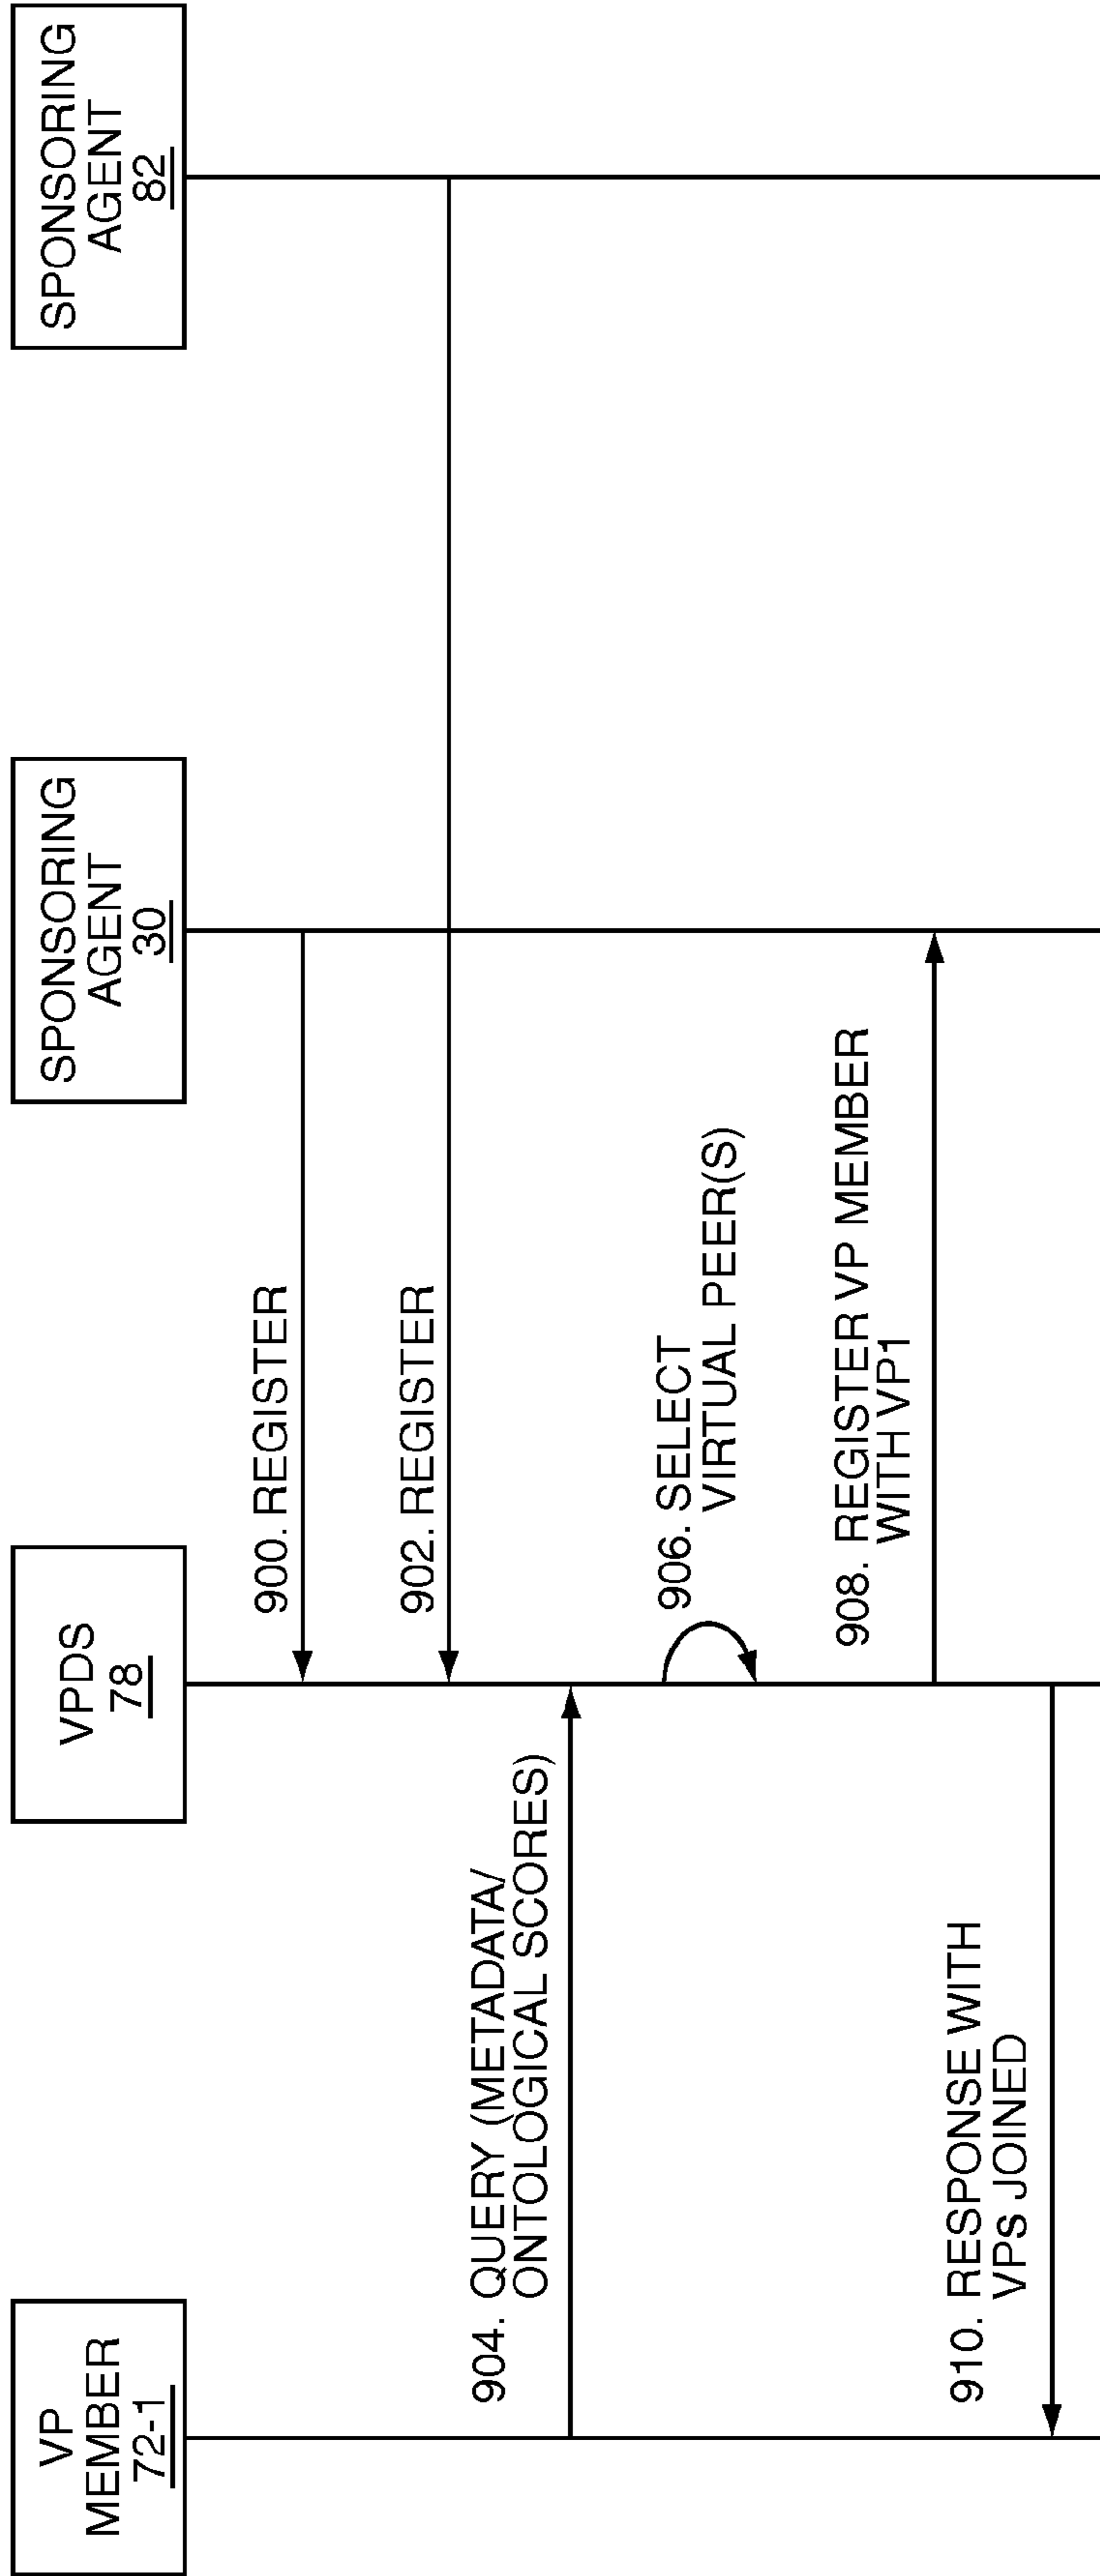 VP
MEMBER
72-1
VPDS
78
SPONSORING
AGENT
30
SPONSORING
AGENT
82
900. REGISTER
902. REGISTER
904. QUERY (METADATA/
ONTOLOGICAL SCORES)
906. SELECT
VIRTUAL PEER(S)
908. REGISTER VP MEMBER
WITH VP1
910. RESPONSE WITH
VPS JOINED